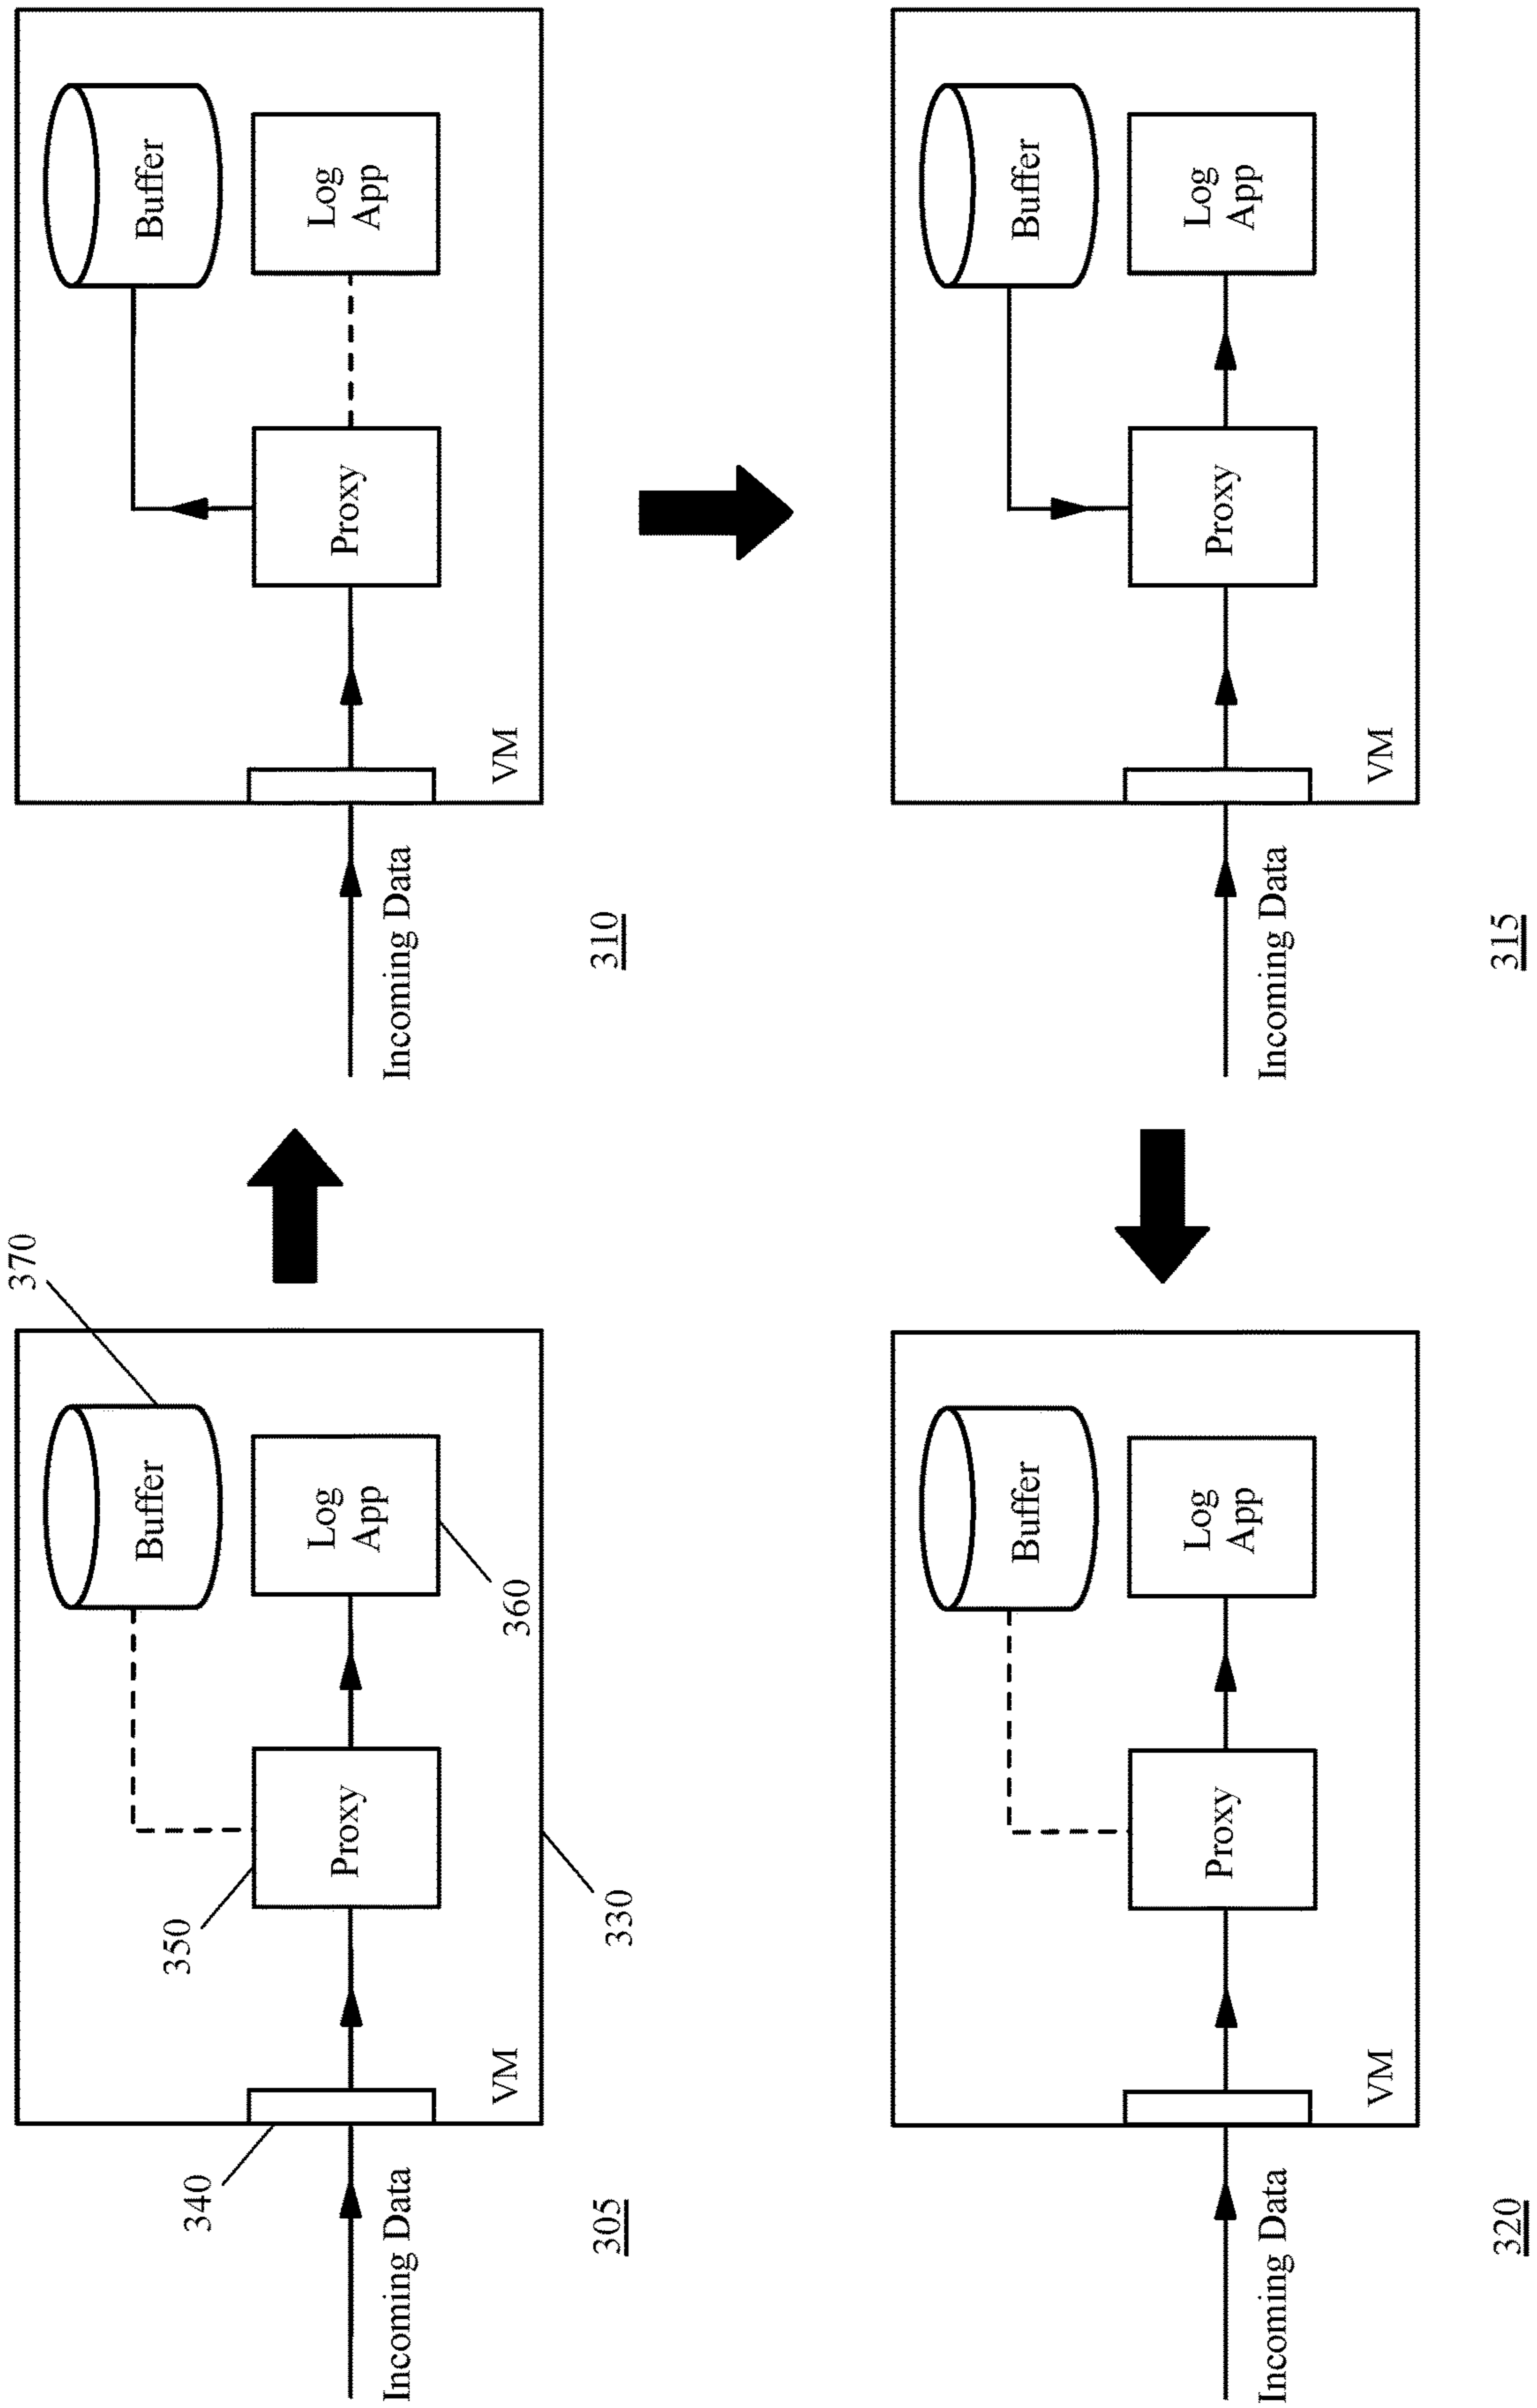 370
Buffer
350
340
Proxy
Log
App
Incoming Data
VM
360
330
305
Buffer
Proxy
Log
App
Incoming Data
VM
310
Buffer
Proxy
Log
App
Incoming Data
VM
320
Buffer
Proxy
Log
App
Incoming Data
VM
315